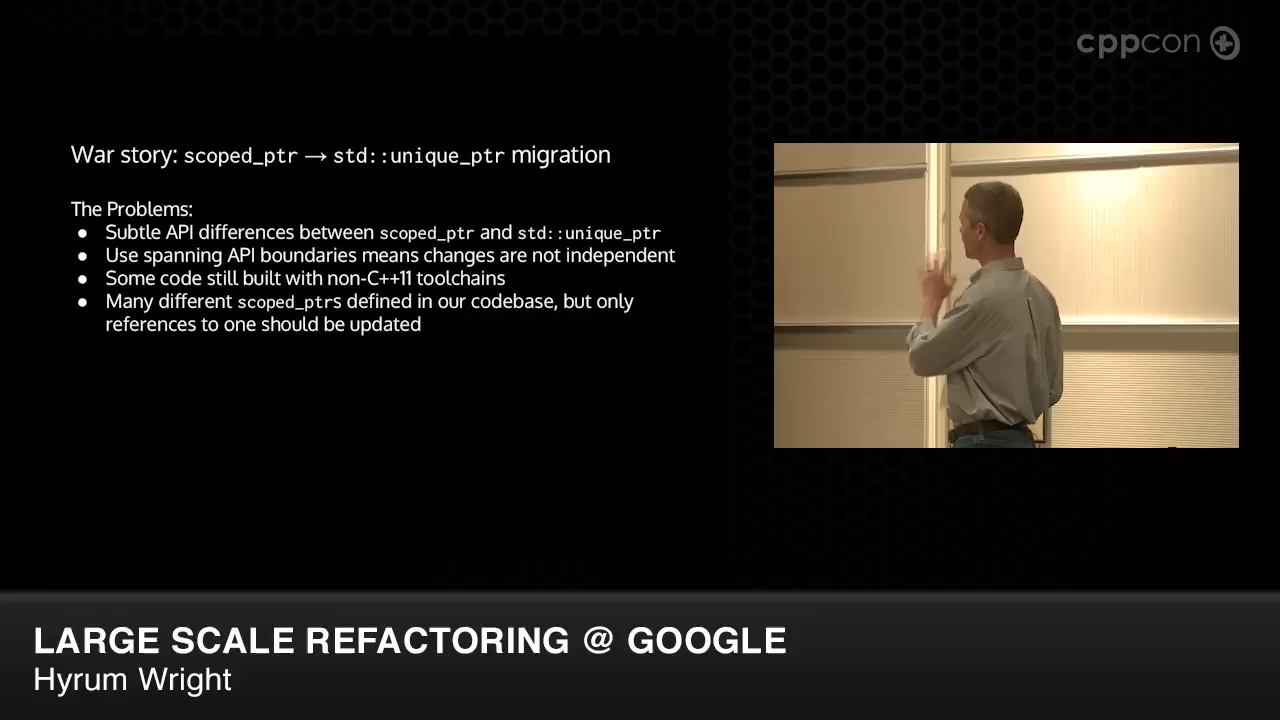 cppcon
War story: scoped_ptr → std::unique_ptr migration
The Problems:
● Subtle API differences between scoped_ptr and std::unique_ptr
● Use spanning API boundaries means changes are not independent
● Some code still built with non-C++11 toolchains
● Many different scoped_ptrs defined in our codebase, but only
references to one should be updated
LARGE SCALE REFACTORING @ GOOGLE
Hyrum Wright